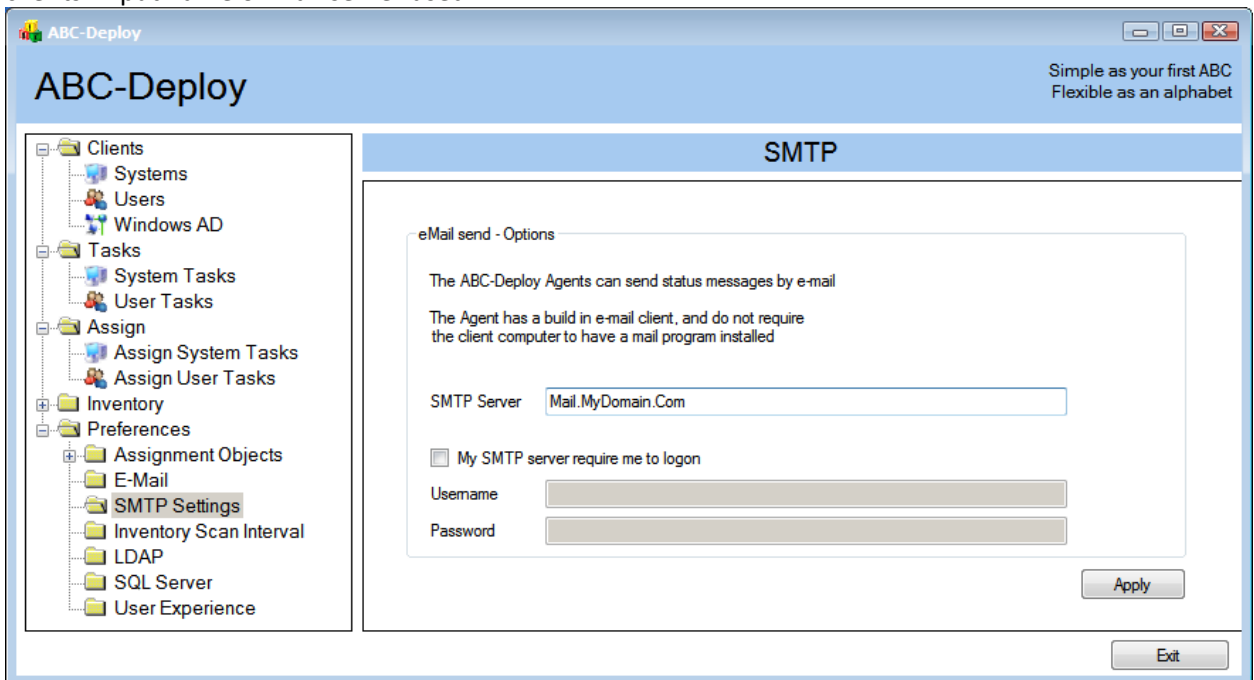 ABC-Deploy
ABC-Deploy
Simple as your first ABC
Flexible as an alphabet
Clients
Systems
Users
Windows AD
Tasks
System Tasks
User Tasks
Assign
Assign System Tasks
Assign User Tasks
Inventory
Preferences
Assignment Objects
E-Mail
SMTP Settings
Inventory Scan Interval
LDAP
SQL Server
User Experience
SMTP
eMail send - Options
The ABC-Deploy Agents can send status messages by e-mail
The Agent has a build in e-mail client, and do not require
the client computer to have a mail program installed
SMTP Server Mail.MyDomain.Com
My SMTP server require me to logon
Username
Password
Apply
Exit